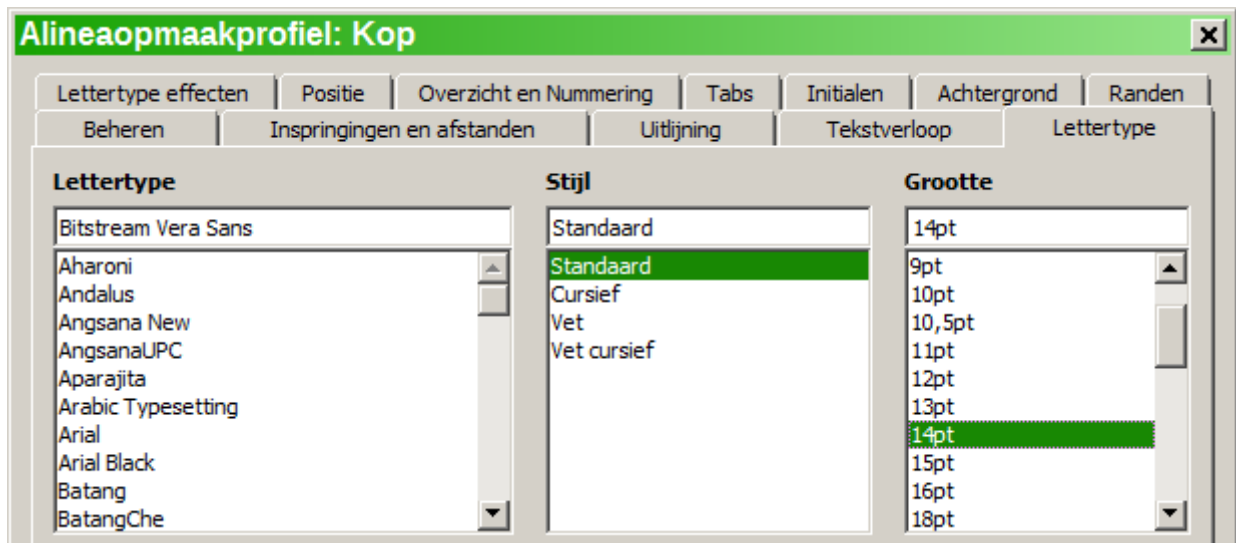 Alineaopmaakprofiel: Kop
Lettertype effecten Positie Overzicht en Nummering Tabs Initialen Achtergrond Randen
Beheren Inspringingen en afstanden Uitlijning Tekstverloop Lettertype
Lettertype Stijl Grootte
Bitstream Vera Sans Standaard 14pt
Aharoni Standaard 9pt
Andalus Cursief 10pt
Angsana New Vet 10,5pt
AngsanaUPC Vet cursief 11pt
Aparajita 12pt
Arabic Typesetting 13pt
Arial 14pt
Arial Black 15pt
Batang 16pt
BatangChe 18pt